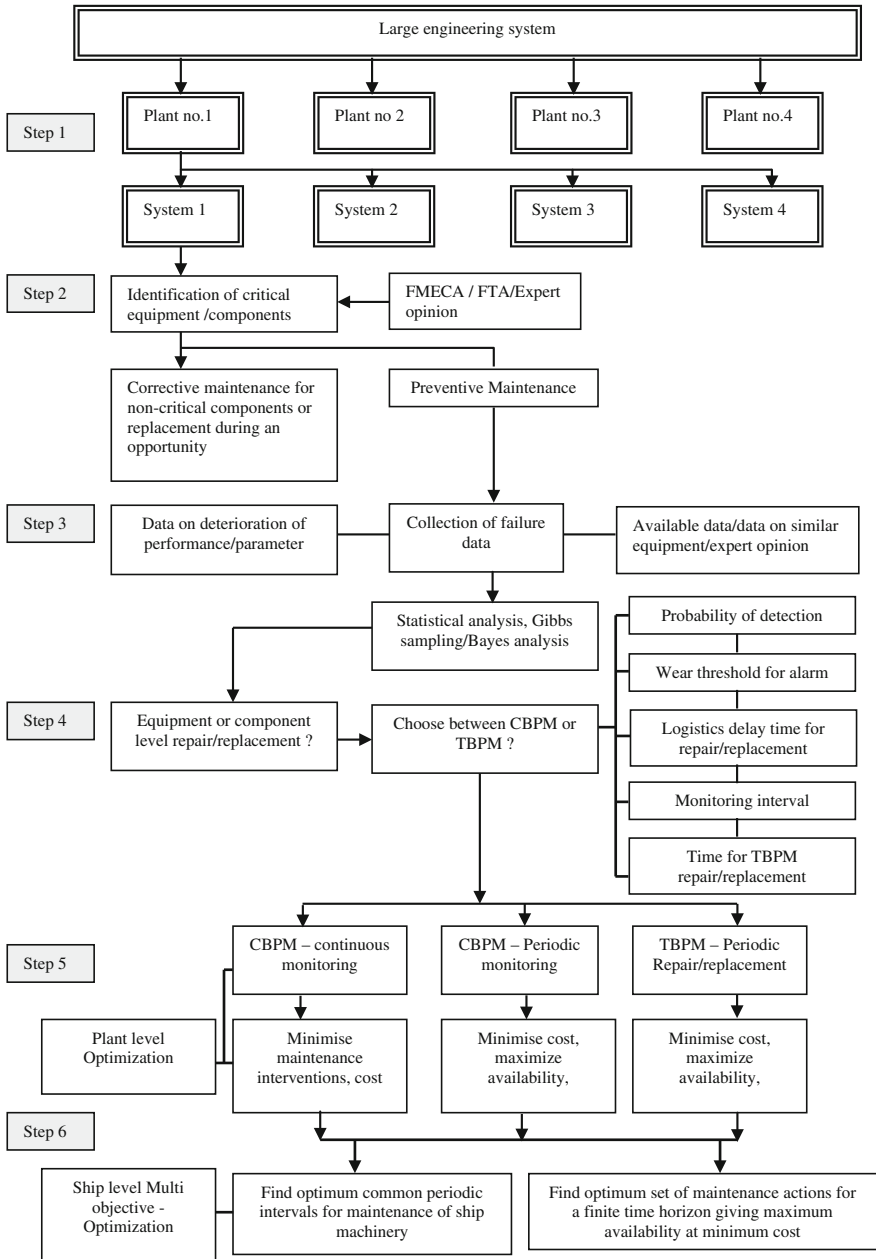 Large engineering system
Step 1
Plant no.1
Plant no 2
Plant no.3
Plant no.4
System 1
System 2
System 3
System 4
Step 2
Identification of critical
equipment /components
FMECA / FTA/Expert
opinion
Corrective maintenance for
non-critical components or
replacement during an
opportunity
Preventive Maintenance
Step 3
Data on deterioration of
performance/parameter
Collection of failure
data
Available data/data on similar
equipment/expert opinion
Statistical analysis, Gibbs
sampling/Bayes analysis
Probability of detection
Wear threshold for alarm
Step 4
Equipment or component
level repair/replacement ?
Choose between CBPM or
TBPM ?
Logistics delay time for
repair/replacement
Monitoring interval
Time for TBPM
repair/replacement
Step 5
CBPM – continuous
monitoring
CBPM – Periodic
monitoring
TBPM – Periodic
Repair/replacement
Plant level
Optimization
Minimise
maintenance
interventions, cost
Minimise cost,
maximize
availability,
Minimise cost,
maximize
availability,
Step 6
Ship level Multi
objective -
Optimization
Find optimum common periodic
intervals for maintenance of ship
machinery
Find optimum set of maintenance actions for
a finite time horizon giving maximum
availability at minimum cost